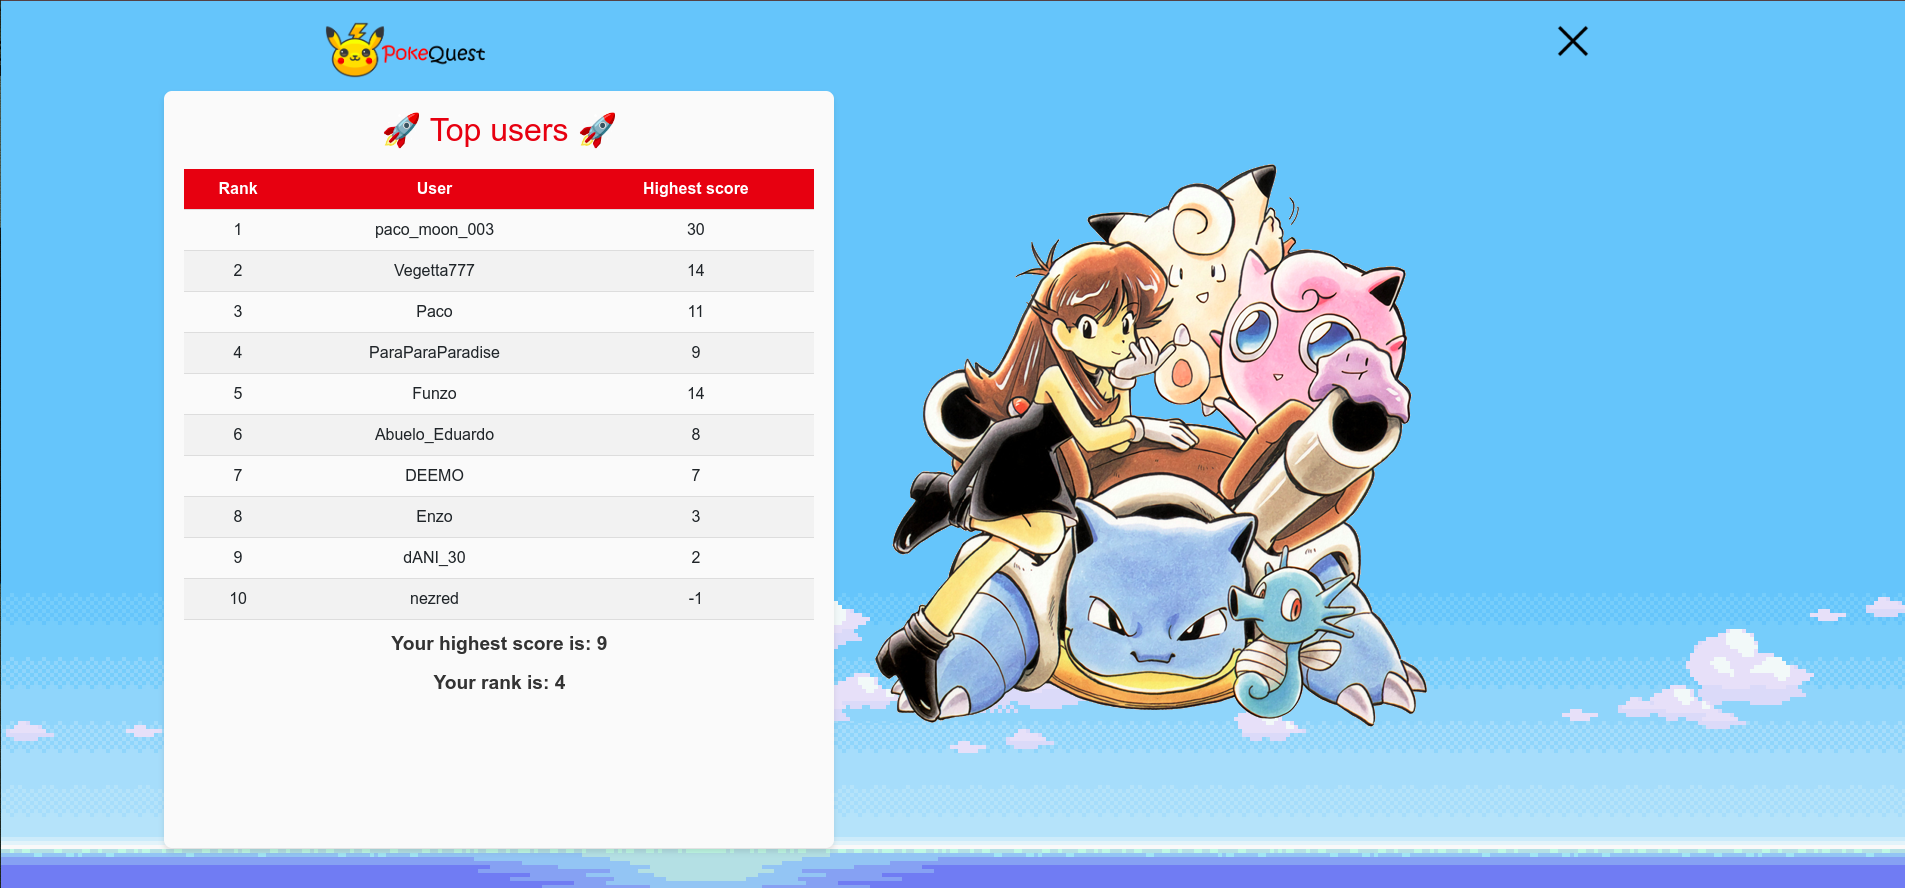 PokeQuest
🚀 Top users 🚀
Rank User Highest score
1 paco_moon_003 30
2 Vegetta777 14
3 Paco 11
4 ParaParaParadise 9
5 Funzo 14
6 Abuelo_Eduardo 8
7 DEEMO 7
8 Enzo 3
9 dANI_30 2
10 nezred -1
Your highest score is: 9
Your rank is: 4